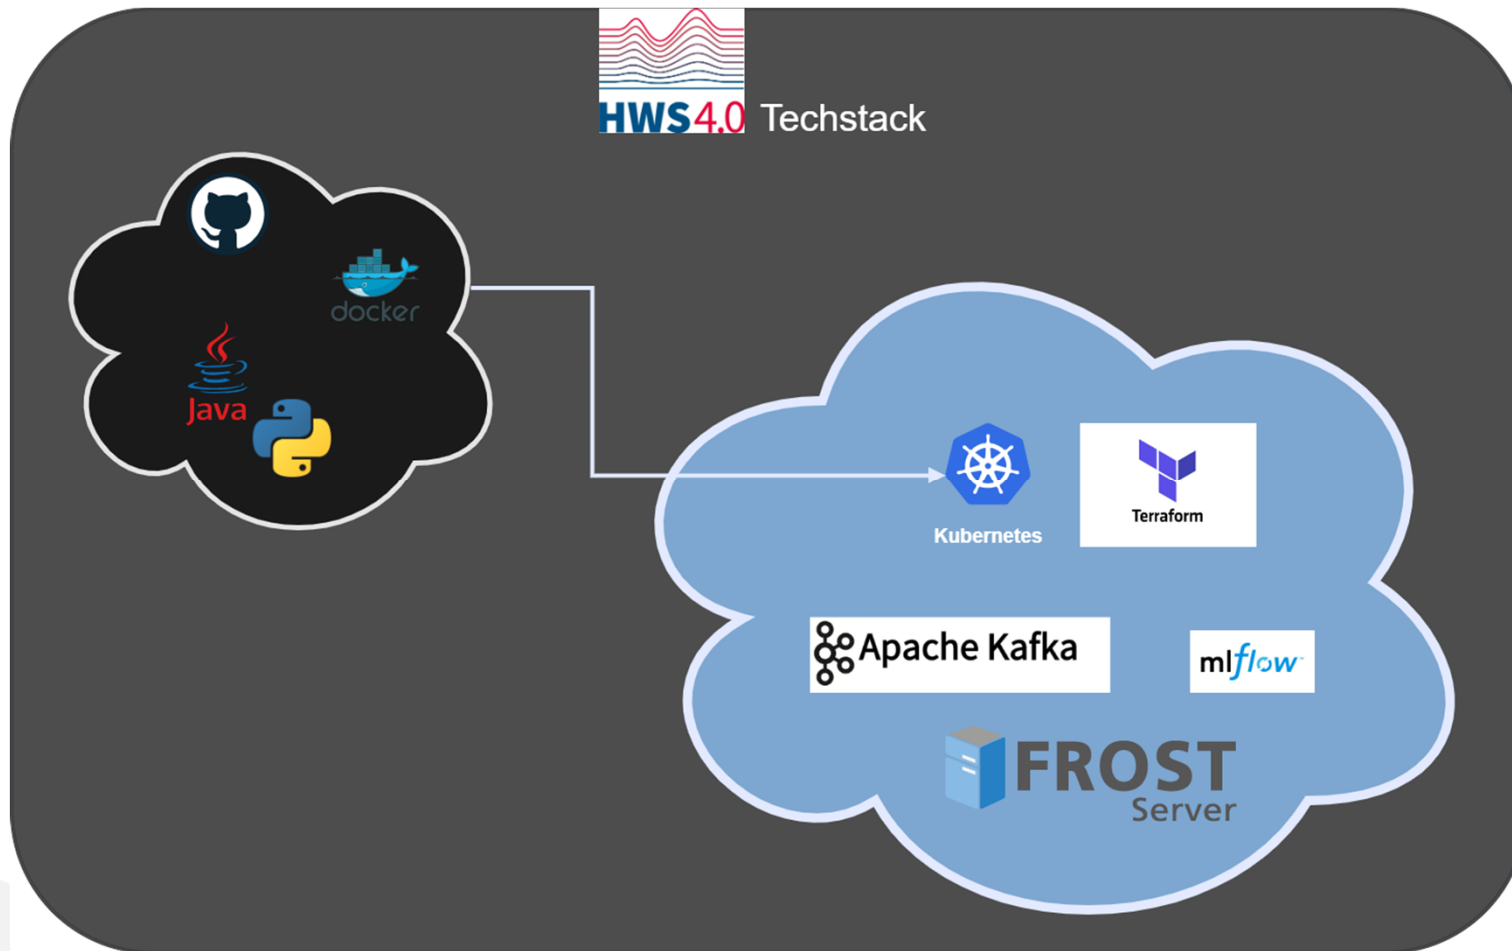 HWS4.0 Techstack
docker
Java
Kubernetes
Terraform
Apache Kafka
mlflow
FROST
Server